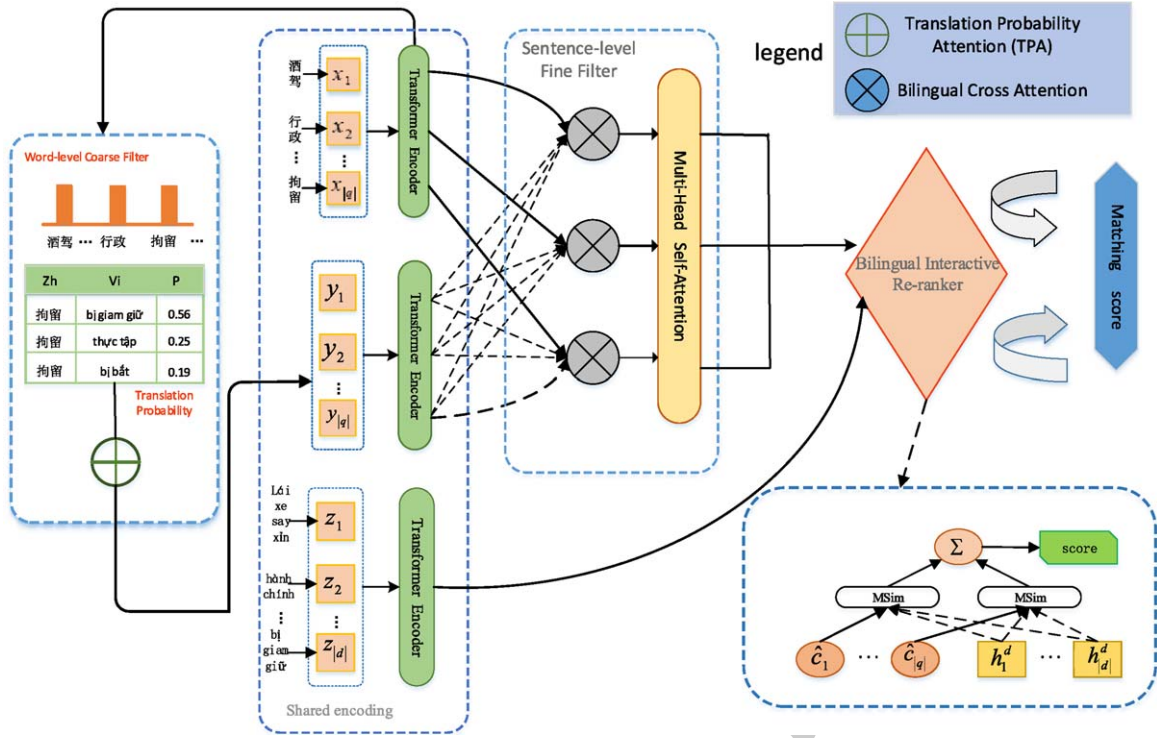 legend
Translation Probability
Attention (TPA)
Bilingual Cross Attention
Word-level Coarse Filter
酒驾 ... 行政 拘留 ...
Zh Vi P
拘留 bị giam giữ 0.56
拘留 thực tập 0.25
拘留 bị bắt 0.19
Translation
Probability
酒驾
x1
行政
x2
...
⋮
拘留
x|q|
Transformer Encoder
y1
y2
⋮
y|q|
Transformer Encoder
Lái
xe
say
xỉn
z1
hành
chính
z2
...
⋮
bị
giam
giữ
z|d|
Transformer Encoder
Shared encoding
Sentence-level
Fine Filter
Multi-Head Self-Attention
Bilingual Interactive
Re-ranker
Matching score
Σ
score
MSim MSim
ĉ1 ... ĉ|q| h1^d ... h|d|^d